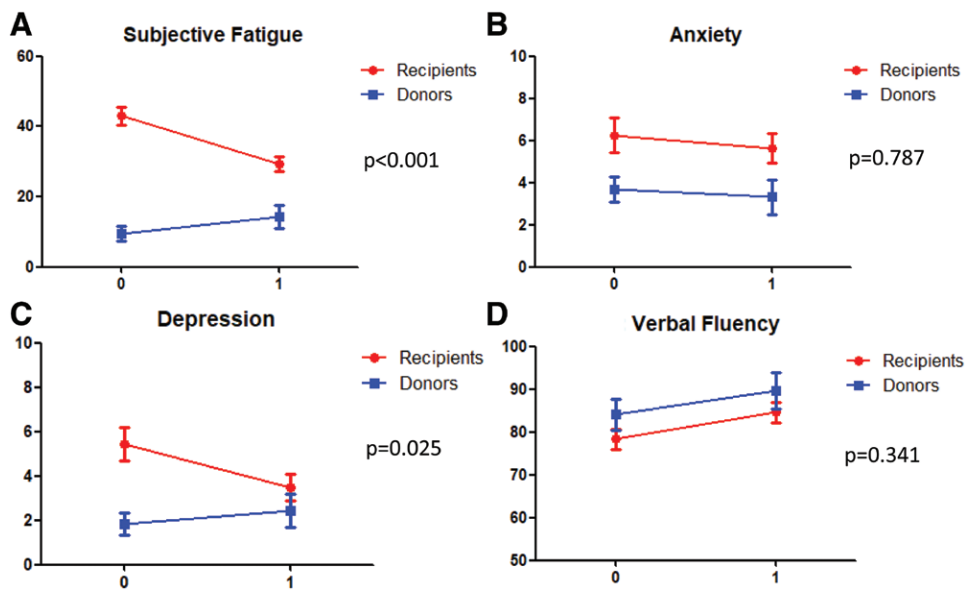 A
Subjective Fatigue
60
40
20
0
0 1
Recipients
Donors
p<0.001
B
Anxiety
10
8
6
4
2
0
0 1
Recipients
Donors
p=0.787
C
Depression
10
8
6
4
2
0
0 1
Recipients
Donors
p=0.025
D
Verbal Fluency
100
90
80
70
60
50
0 1
Recipients
Donors
p=0.341